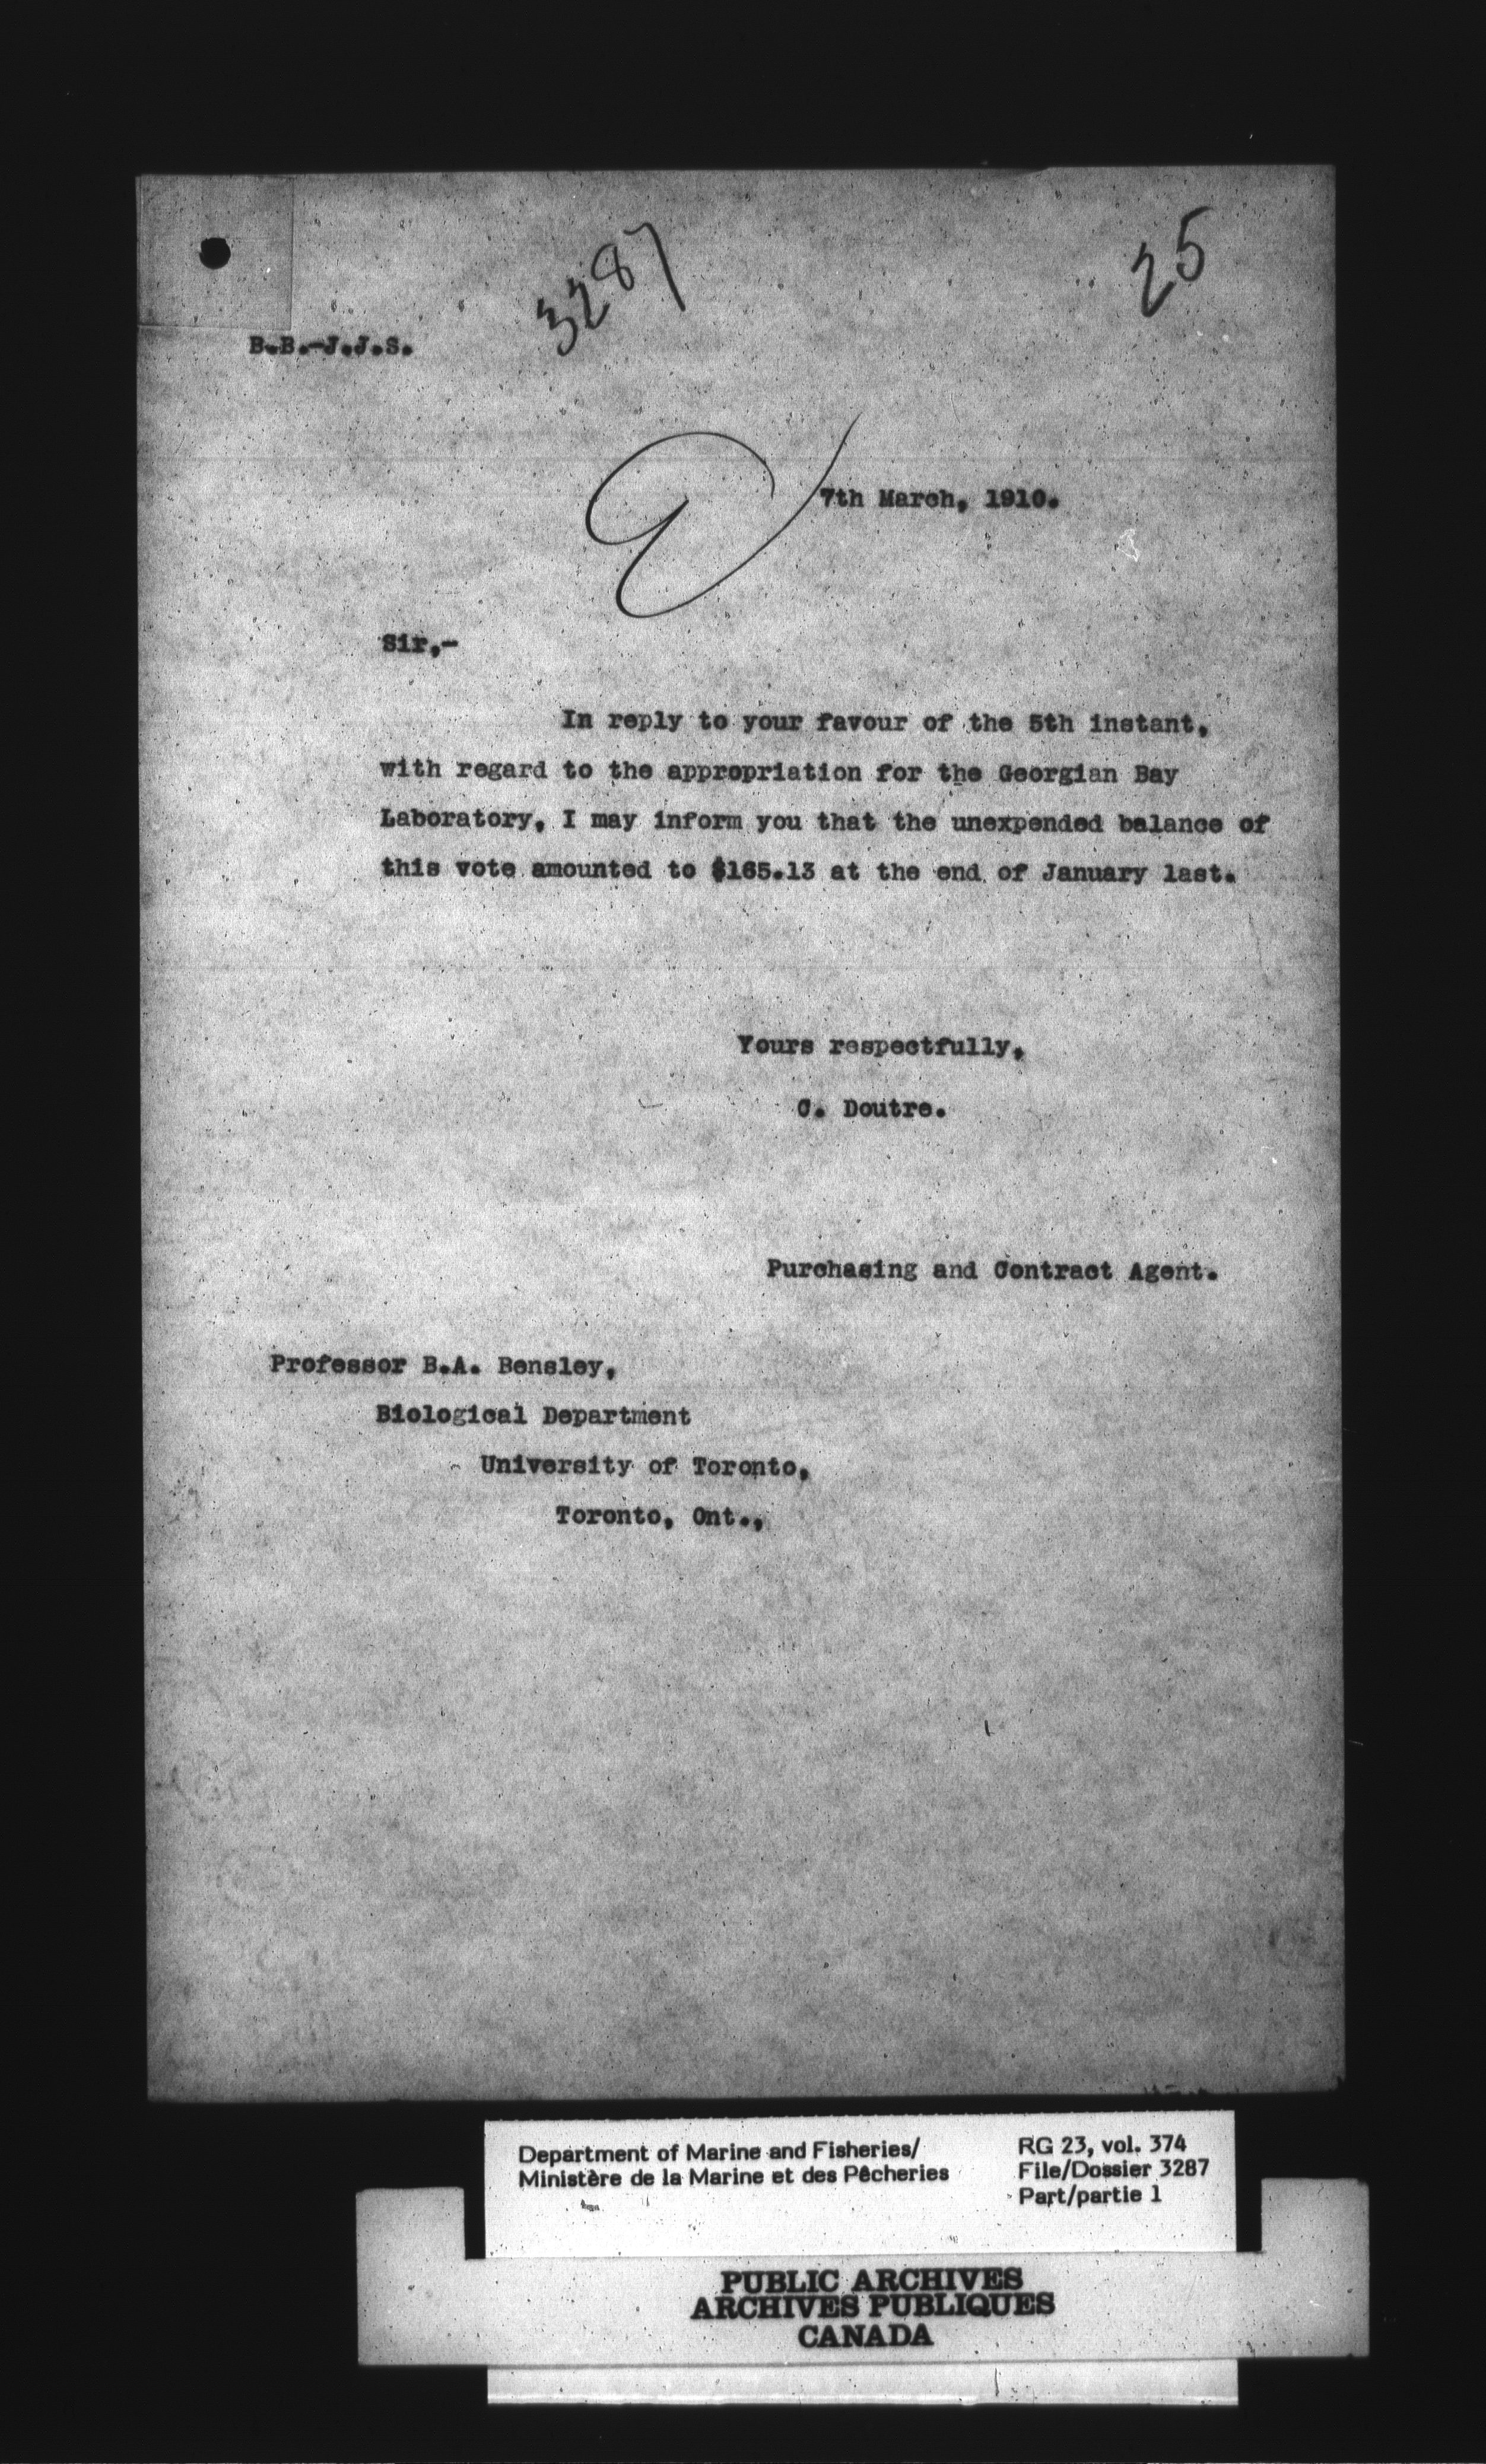 3287
25
B.B.-J.J.S.
7th March, 1910.
Sir,-
In reply to your favour of the 5th instant,
with regard to the appropriation for the Georgian Bay
Laboratory, I may inform you that the unexpended balance of
this vote amounted to $165.13 at the end of January last.
Yours respectfully,
C. Doutre.
Purchasing and Contract Agent.
Professor B.A. Bensley,
Biological Department
University of Toronto,
Toronto, Ont.,
Department of Marine and Fisheries/
Ministère de la Marine et des Pêcheries
RG 23, vol. 374
File/Dossier 3287
Part/partie 1
PUBLIC ARCHIVES
ARCHIVES PUBLIQUES
CANADA